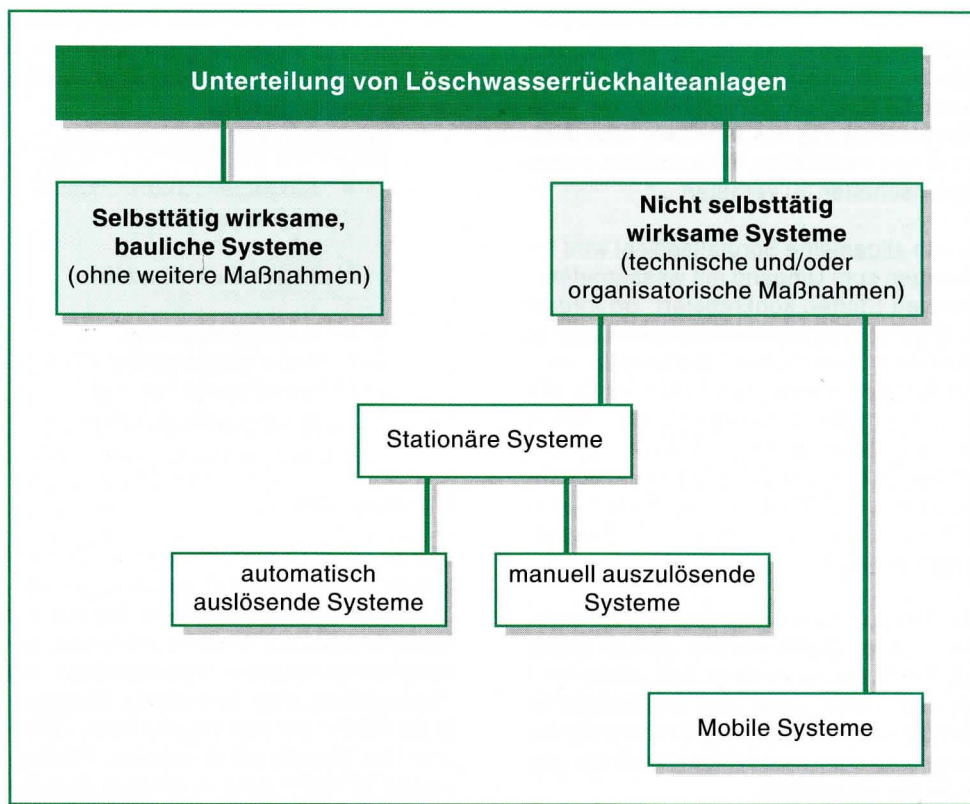 Unterteilung von Löschwasserrückhalteanlagen
Selbsttätig wirksame,
bauliche Systeme
(ohne weitere Maßnahmen)
Nicht selbsttätig
wirksame Systeme
(technische und/oder
organisatorische Maßnahmen)
Stationäre Systeme
automatisch
auslösende Systeme
manuell auszulösende
Systeme
Mobile Systeme